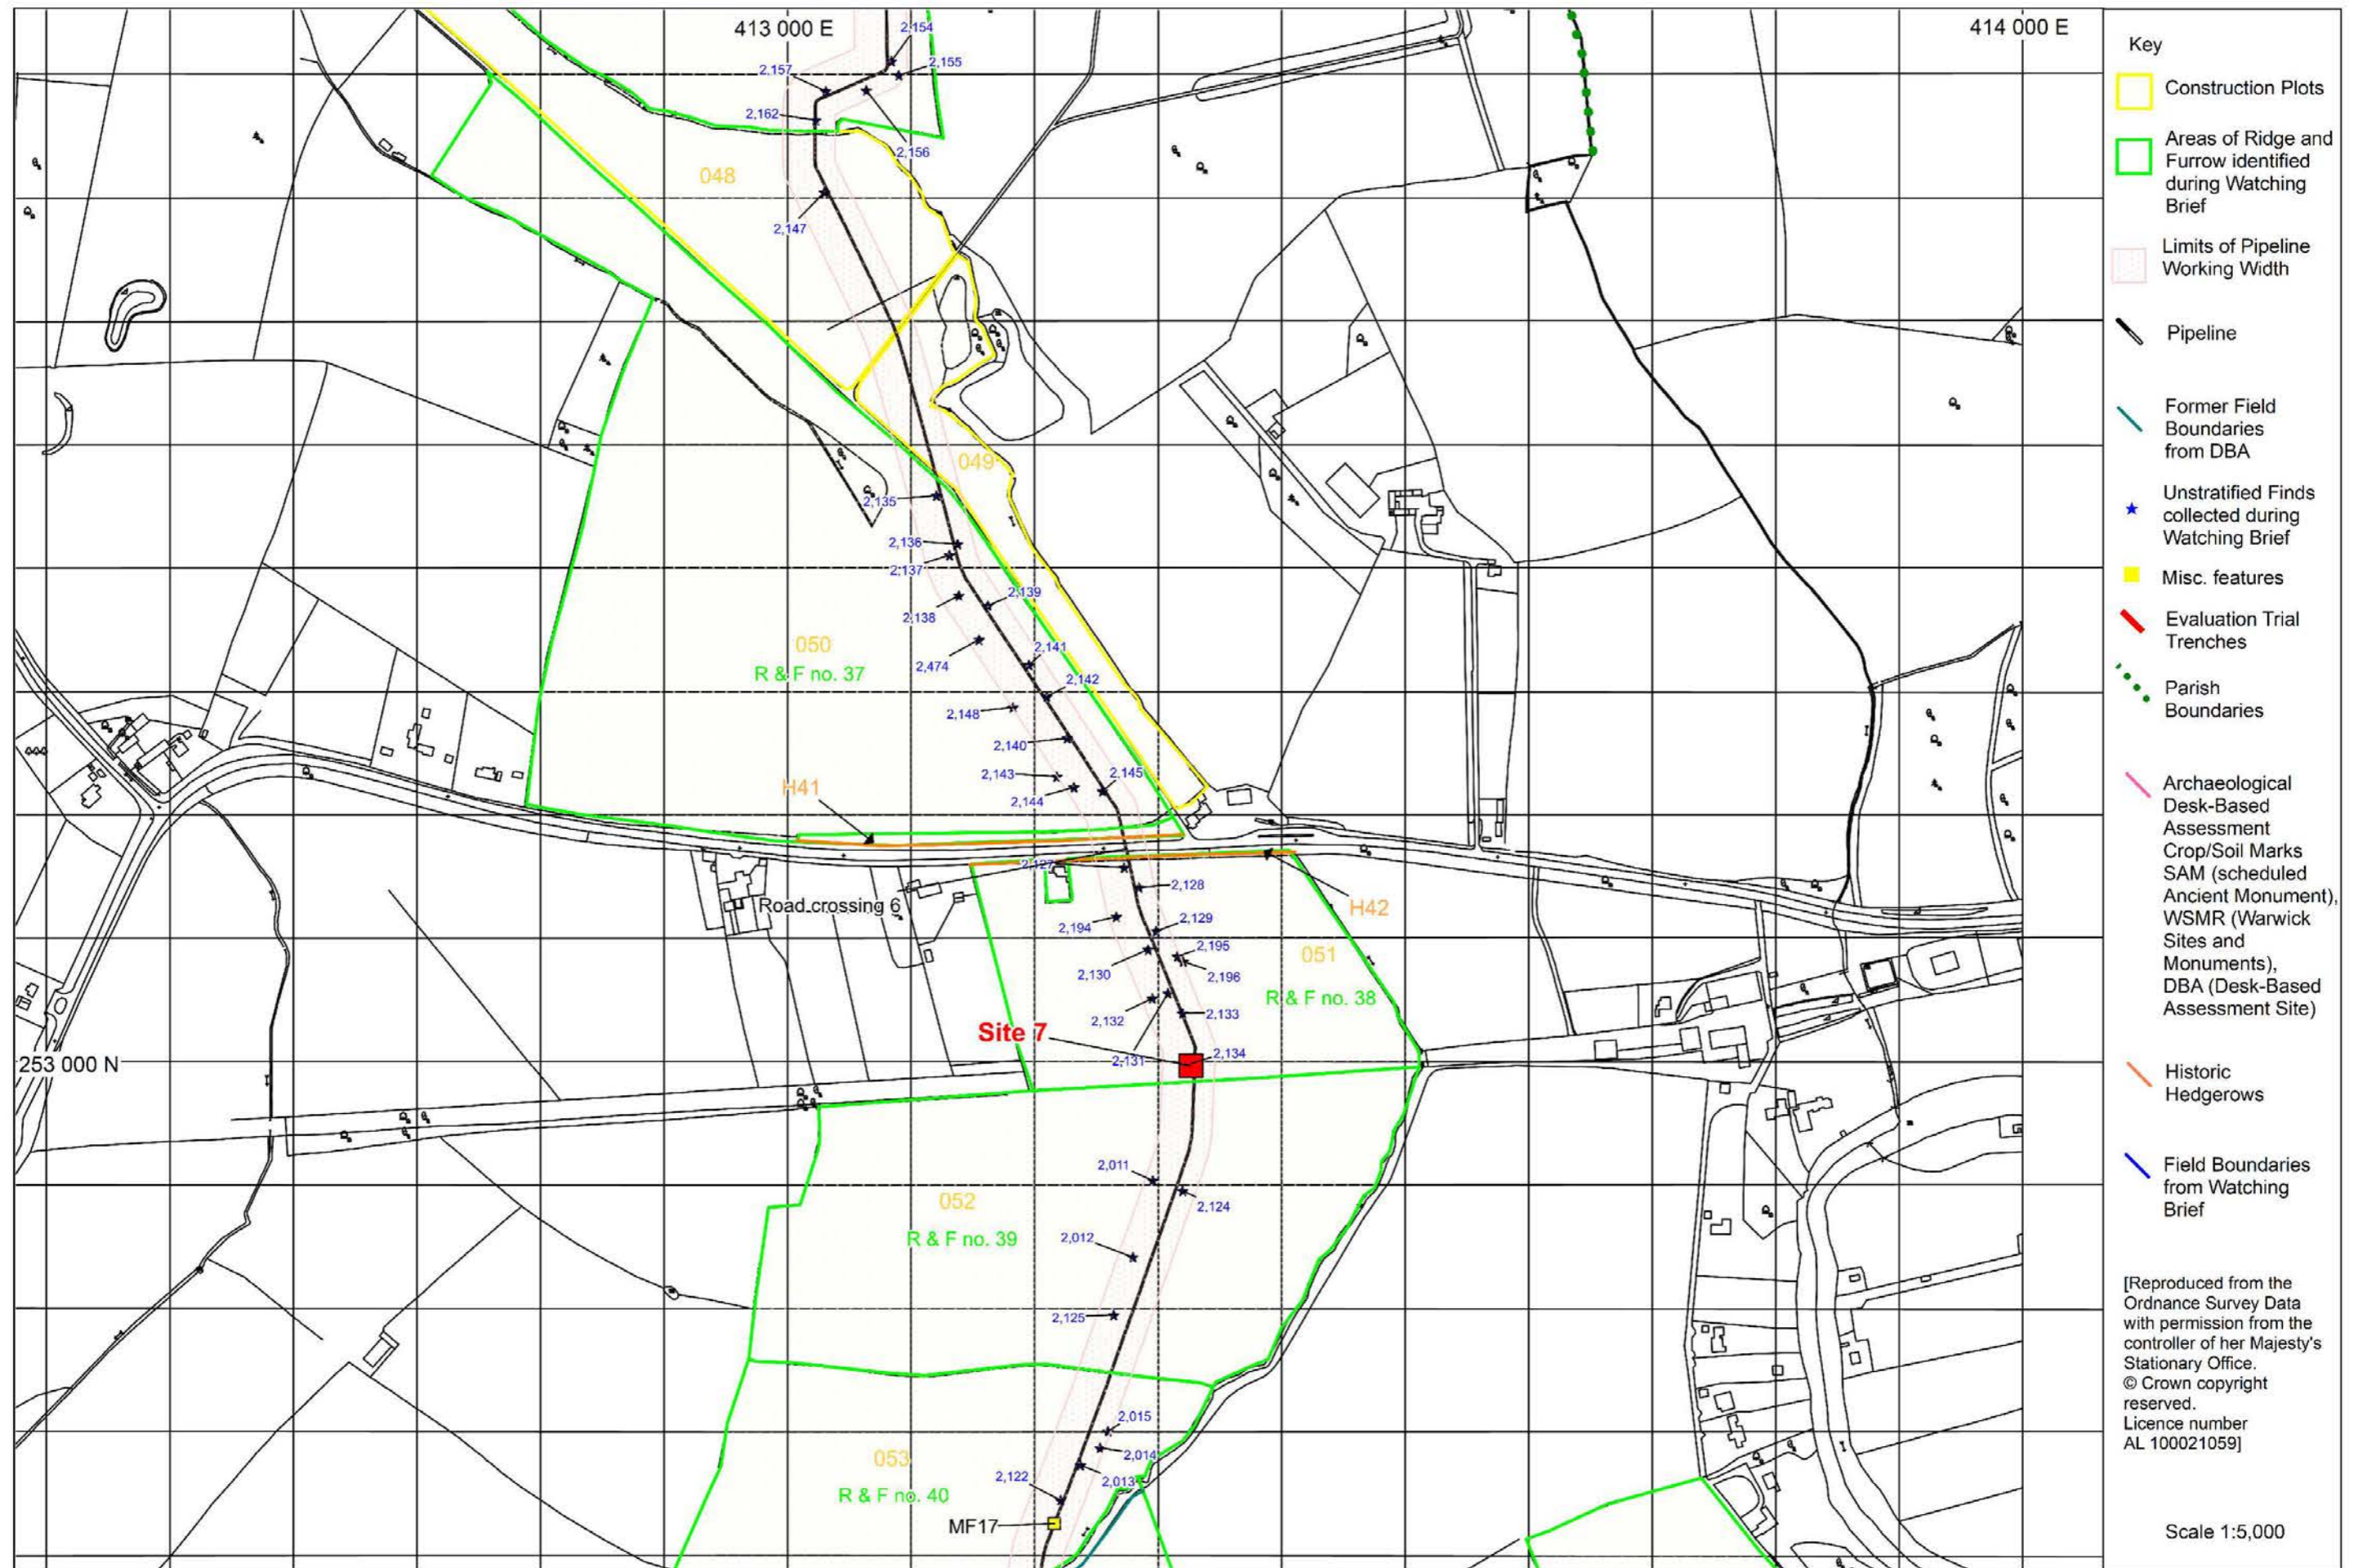 413 000 E
414 000 E
2,154
2,155
2,157
2,162
2,156
048
2,147
049
2,135
2,136
2,137
2,139
2,138
050
2,141
2,474
R & F no. 37
2,142
2,148
2,140
2,143
2,145
H41
2,144
2,127
2,128
Road crossing 6
H42
2,129
2,194
2,195
051
2,130
2,196
R & F no. 38
2,132
2,133
Site 7
2,134
2,131
253 000 N
2,011
052
2,124
R & F no. 39
2,012
2,125
2,015
053
2,014
2,122
2,013
R & F no. 40
MF17
Key
Construction Plots
Areas of Ridge and
Furrow identified
during Watching
Brief
Limits of Pipeline
Working Width
Pipeline
Former Field
Boundaries
from DBA
Unstratified Finds
collected during
Watching Brief
Misc. features
Evaluation Trial
Trenches
Parish
Boundaries
Archaeological
Desk-Based
Assessment
Crop/Soil Marks
SAM (scheduled
Ancient Monument),
WSMR (Warwick
Sites and
Monuments),
DBA (Desk-Based
Assessment Site)
Historic
Hedgerows
Field Boundaries
from Watching
Brief
[Reproduced from the
Ordnance Survey Data
with permission from the
controller of her Majesty's
Stationary Office.
© Crown copyright
reserved.
Licence number
AL 100021059]
Scale 1:5,000